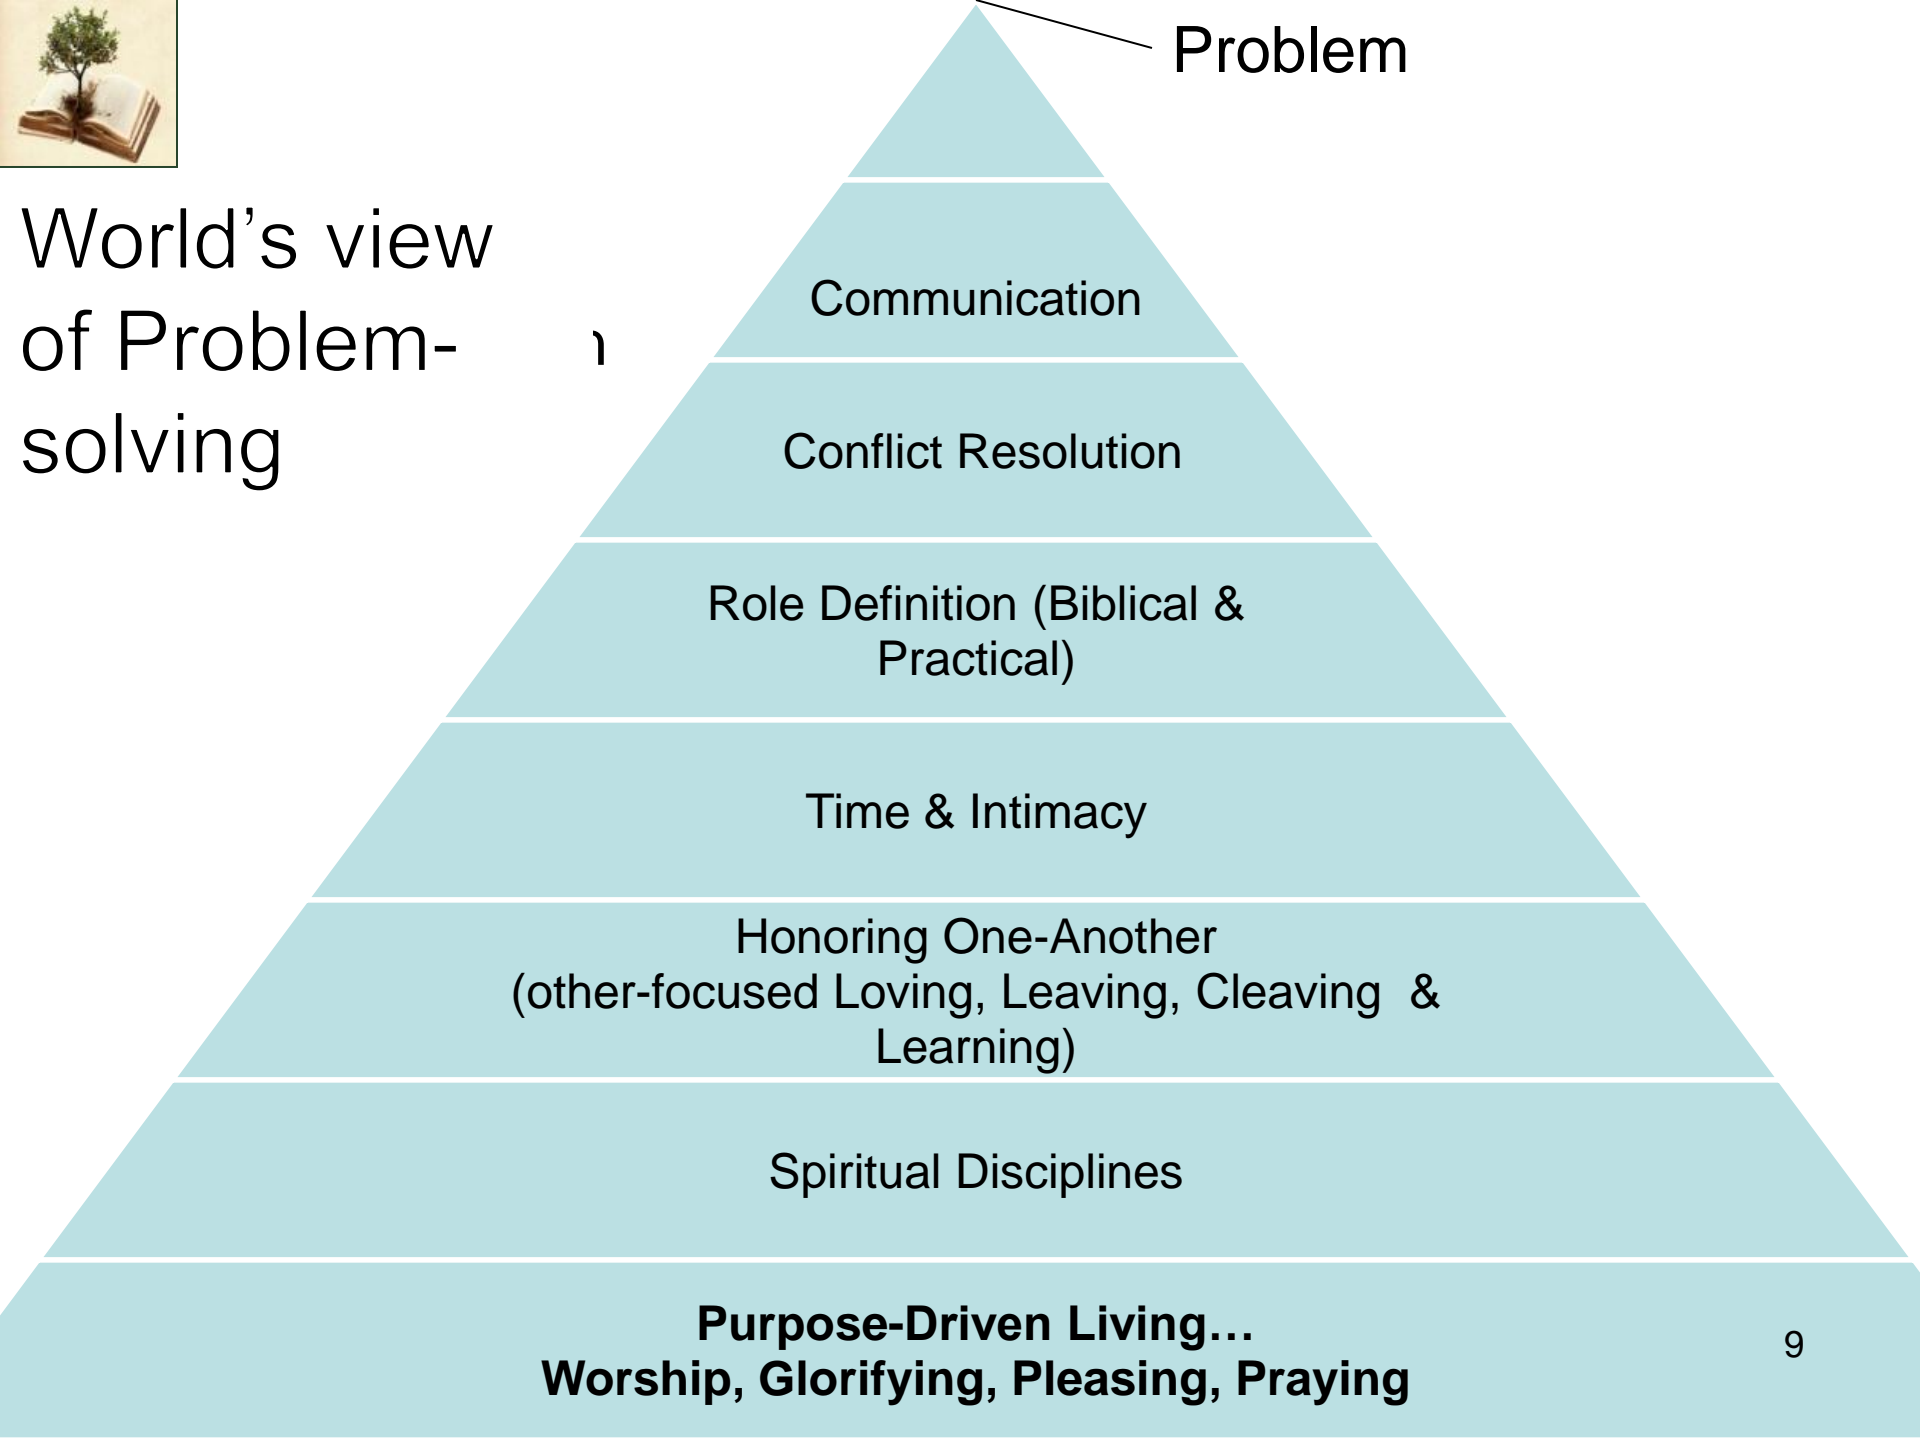 Problem
World’s view
of Problem-
solving
Communication
Conflict Resolution
Role Definition (Biblical &
Practical)
Time & Intimacy
Honoring One-Another
(other-focused Loving, Leaving, Cleaving &
Learning)
Spiritual Disciplines
Purpose-Driven Living…
Worship, Glorifying, Pleasing, Praying
9